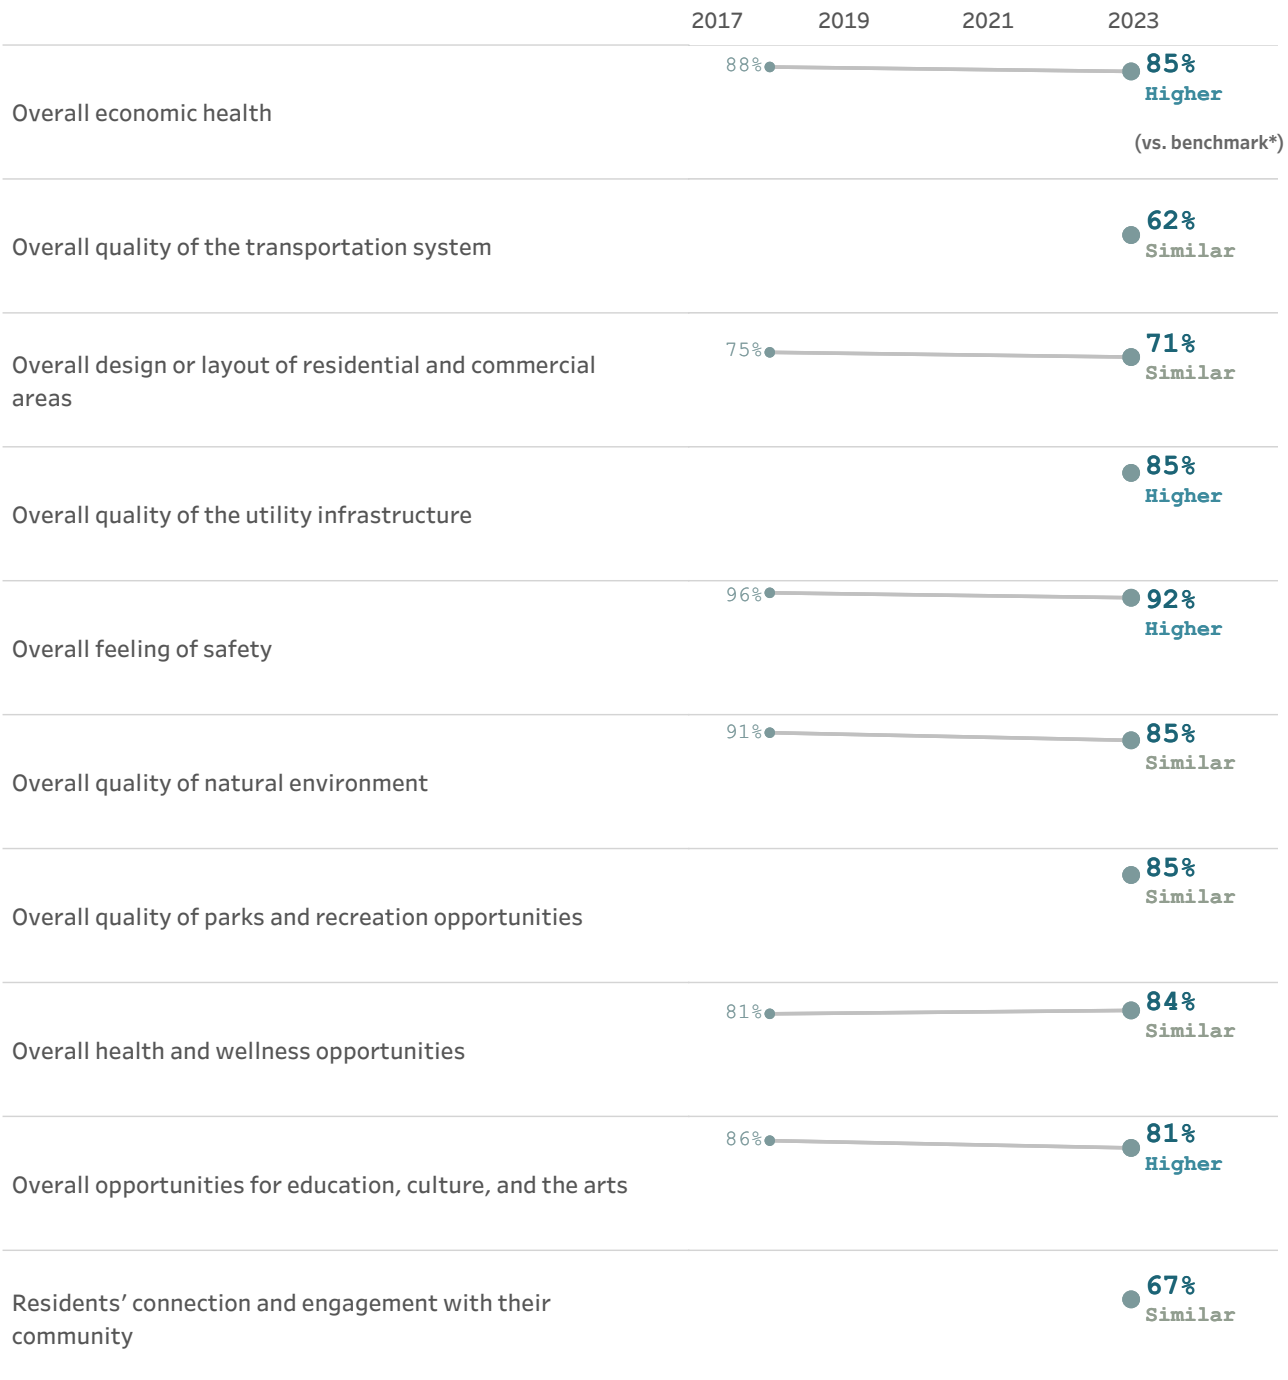 2017 2019 2021 2023
88%
85%
Higher
Overall economic health
(vs. benchmark*)
62%
Overall quality of the transportation system
Similar
75%
71%
Overall design or layout of residential and commercial
Similar
areas
85%
Higher
Overall quality of the utility infrastructure
96%
92%
Higher
Overall feeling of safety
91%
85%
Similar
Overall quality of natural environment
85%
Similar
Overall quality of parks and recreation opportunities
81%
84%
Similar
Overall health and wellness opportunities
86%
81%
Higher
Overall opportunities for education, culture, and the arts
67%
Residents’ connection and engagement with their
Similar
community